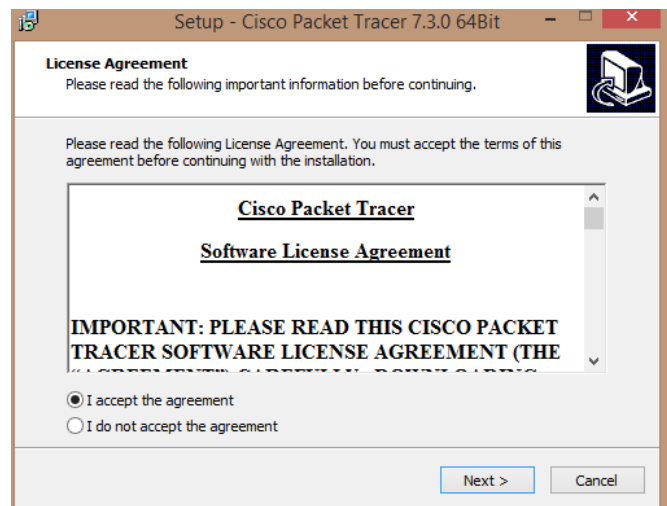 Setup - Cisco Packet Tracer 7.3.0 64Bit
License Agreement
Please read the following important information before continuing.
Please read the following License Agreement. You must accept the terms of this
agreement before continuing with the installation.
Cisco Packet Tracer
Software License Agreement
IMPORTANT: PLEASE READ THIS CISCO PACKET
TRACER SOFTWARE LICENSE AGREEMENT (THE
“AGREEMENT”) CAREFULLY. DOWNLOADING
I accept the agreement
I do not accept the agreement
Next >
Cancel